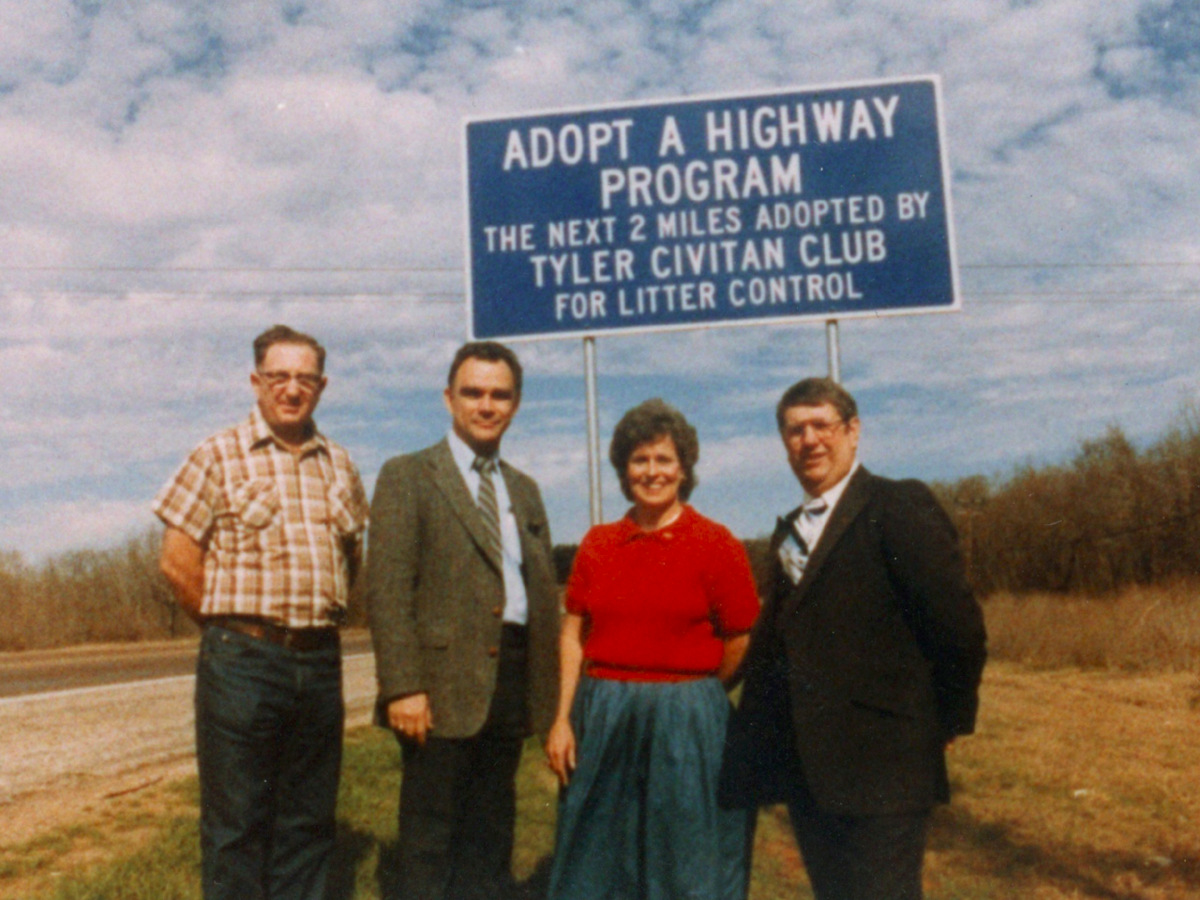 ADOPT A HIGHWAY
PROGRAM
THE NEXT 2 MILES ADOPTED BY
TYLER CIVITAN CLUB
FOR LITTER CONTROL